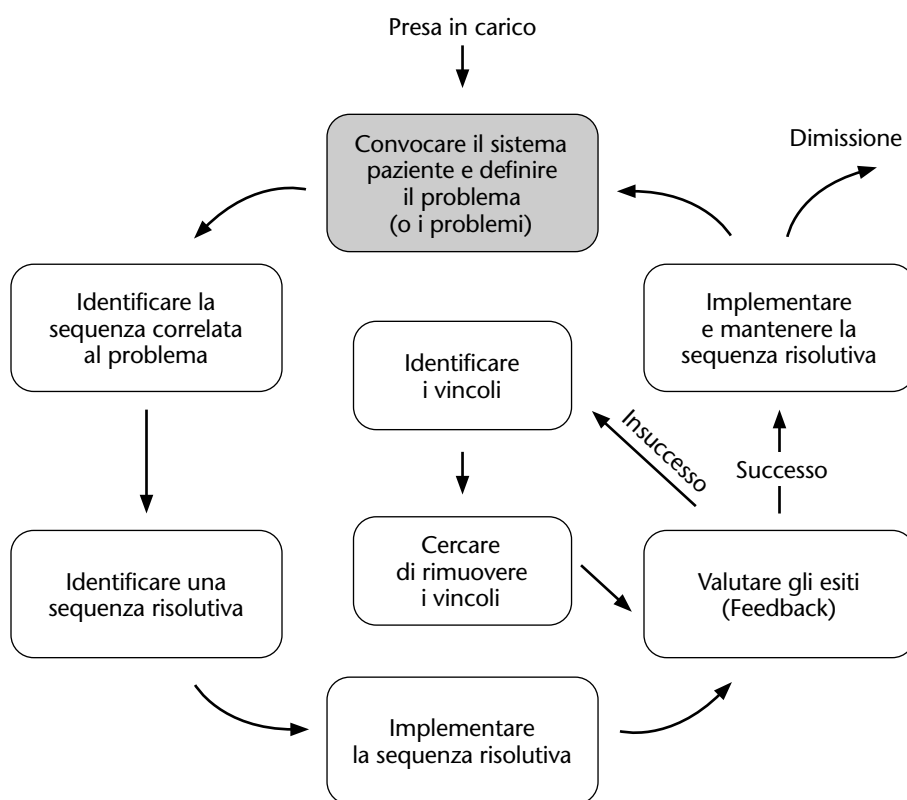 Presa in carico
Convocare il sistema
paziente e definire
il problema
(o i problemi)
Dimissione
Identificare la
sequenza correlata
al problema
Implementare
e mantenere la
sequenza risolutiva
Identificare
i vincoli
Insuccesso
Successo
Identificare una
sequenza risolutiva
Cercare
di rimuovere
i vincoli
Valutare gli esiti
(Feedback)
Implementare
la sequenza risolutiva